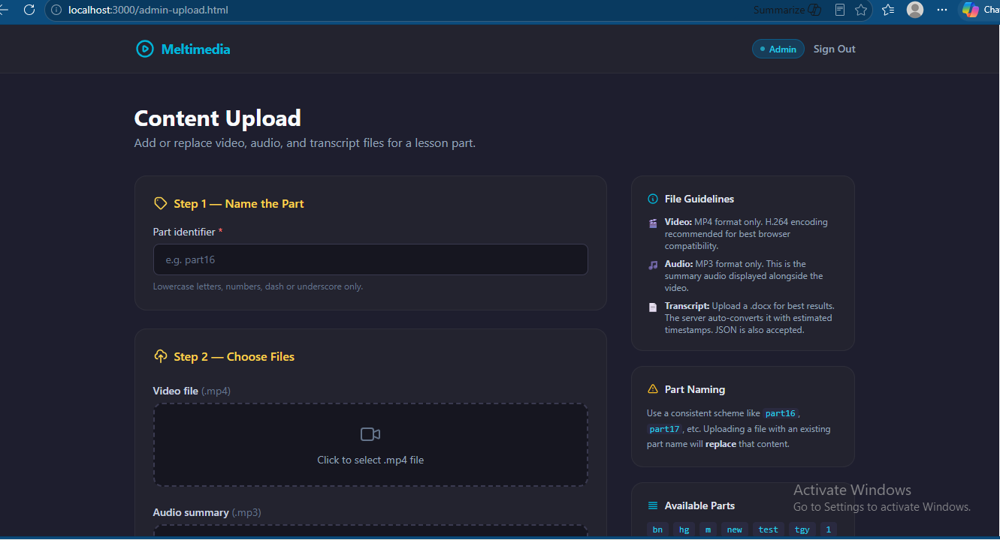 localhost:3000/admin-upload.html
Summarize
Meltimedia
Admin
Sign Out
Content Upload
Add or replace video, audio, and transcript files for a lesson part.
Step 1 — Name the Part
Part identifier *
e.g. part16
Lowercase letters, numbers, dash or underscore only.
Step 2 — Choose Files
Video file (.mp4)
Click to select .mp4 file
Audio summary (.mp3)
File Guidelines
Video: MP4 format only. H.264 encoding
recommended for best browser
compatibility.
Audio: MP3 format only. This is the
summary audio displayed alongside the
video.
Transcript: Upload a .docx for best results.
The server auto-converts it with estimated
timestamps. JSON is also accepted.
Part Naming
Use a consistent scheme like part16 ,
part17 , etc. Uploading a file with an existing
part name will replace that content.
Available Parts
bn hg m new test tgy 1
Activate Windows
Go to Settings to activate Windows.